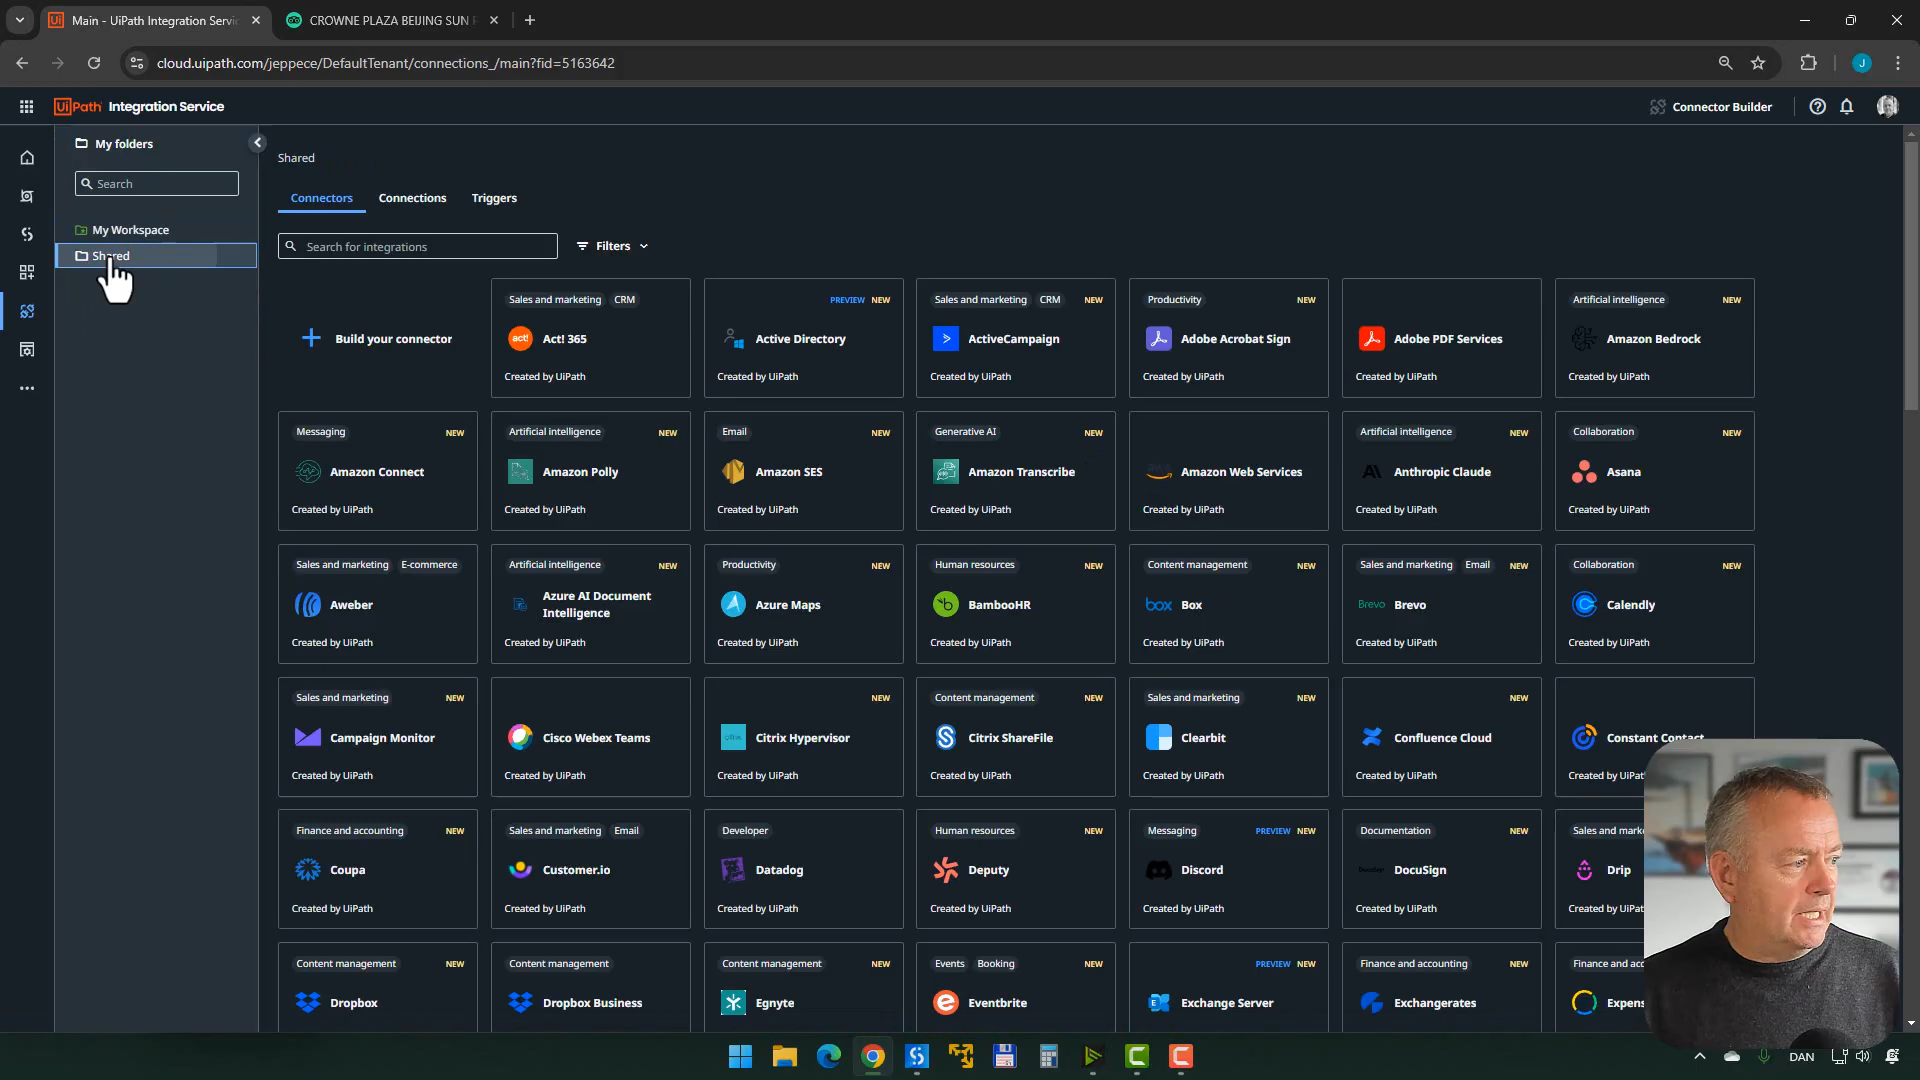 Main - UiPath Integration Servi
CROWNE PLAZA BEIJING SUN
cloud.uipath.com/jeppece/DefaultTenant/connections_/main?fid=5163642
J
UiPath Integration Service
Connector Builder
My folders
Search
My Workspace
Shared
Shared
Connectors
Connections
Triggers
Search for integrations
Filters
Build your connector
Sales and marketing CRM
act! Act! 365
Created by UiPath
PREVIEW NEW
Active Directory
Created by UiPath
Sales and marketing CRM NEW
ActiveCampaign
Created by UiPath
Productivity NEW
Adobe Acrobat Sign
Created by UiPath
Adobe PDF Services
Created by UiPath
Artificial intelligence NEW
Amazon Bedrock
Created by UiPath
Messaging NEW
Amazon Connect
Created by UiPath
Artificial intelligence NEW
Amazon Polly
Created by UiPath
Email NEW
Amazon SES
Created by UiPath
Generative AI NEW
Amazon Transcribe
Created by UiPath
Amazon Web Services
Created by UiPath
Artificial intelligence NEW
Anthropic Claude
Created by UiPath
Collaboration NEW
Asana
Created by UiPath
Sales and marketing E-commerce
Aweber
Created by UiPath
Artificial intelligence NEW
Azure AI Document
Intelligence
Created by UiPath
Productivity NEW
Azure Maps
Created by UiPath
Human resources NEW
BambooHR
Created by UiPath
Content management NEW
box Box
Created by UiPath
Sales and marketing Email NEW
Brevo Brevo
Created by UiPath
Collaboration NEW
Calendly
Created by UiPath
Sales and marketing NEW
Campaign Monitor
Created by UiPath
Cisco Webex Teams
Created by UiPath
NEW
Citrix Hypervisor
Created by UiPath
Content management NEW
Citrix ShareFile
Created by UiPath
Sales and marketing NEW
Clearbit
Created by UiPath
NEW
Confluence Cloud
Created by UiPath
Constant Contact
Created by UiPa
Finance and accounting NEW
Coupa
Created by UiPath
Sales and marketing Email
Customer.io
Created by UiPath
Developer
Datadog
Created by UiPath
Human resources NEW
Deputy
Created by UiPath
Messaging PREVIEW NEW
Discord
Created by UiPath
Documentation NEW
DocuSign
Created by UiPath
Sales and mark
Drip
Created by UiPa
Content management NEW
Dropbox
Content management
Dropbox Business
Content management NEW
Egnyte
Events Booking NEW
Eventbrite
PREVIEW NEW
Exchange Server
Finance and accounting NEW
Exchangerates
Finance and acc
Expens
DAN